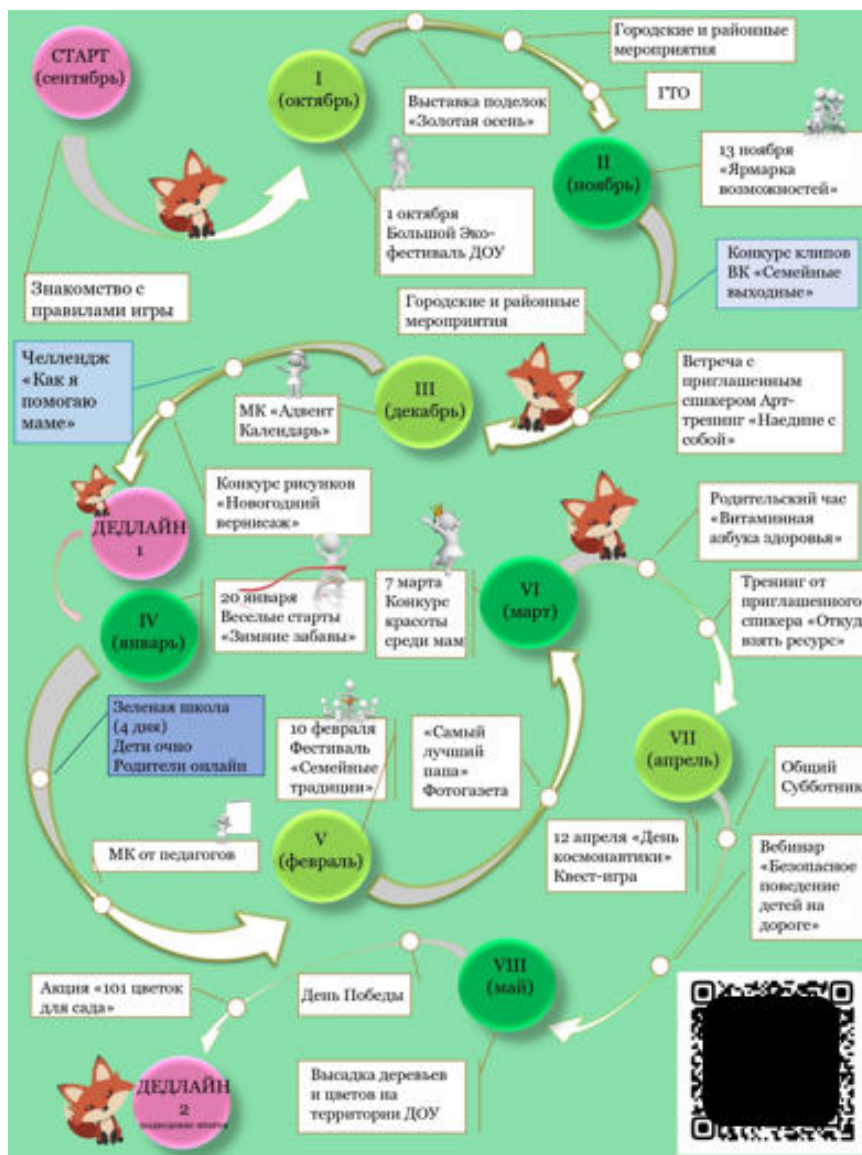 СТАРТ
(сентябрь)
Знакомство с
правилами игры
I
(октябрь)
1 октября
Большой Эко-
фестиваль ДОУ
Выставка поделок
«Золотая осень»
Городские и районные
мероприятия
ГТО
II
(ноябрь)
13 ноября
«Ярмарка
возможностей»
Конкурс клипов
ВК «Семейные
выходные»
Городские и районные
мероприятия
Встреча с
приглашенным
спикером Арт-
тренинг «Наедине с
собой»
III
(декабрь)
МК «Адвент
Календарь»
Челлендж
«Как я
помогаю
маме»
Конкурс рисунков
«Новогодний
вернисаж»
ДЕДЛАЙН
1
IV
(январь)
20 января
Веселые старты
«Зимние забавы»
Зеленая школа
(4 дня)
Дети очно
Родители онлайн
МК от педагогов
V
(февраль)
10 февраля
Фестиваль
«Семейные
традиции»
«Самый
лучший
папа»
Фотогазета
VI
(март)
7 марта
Конкурс
красоты
среди мам
Родительский час
«Витаминная
азбука здоровья»
Тренинг от
приглашенного
спикера «Откуд
взять ресурс»
VII
(апрель)
12 апреля «День
космонавтики»
Квест-игра
Общий
Субботник
Вебинар
«Безопасное
поведение
детей на
дороге»
VIII
(май)
Высадка деревьев
и цветов на
территории ДОУ
День Победы
Акция «101 цветок
для сада»
ДЕДЛАЙН
2
подведение итогов